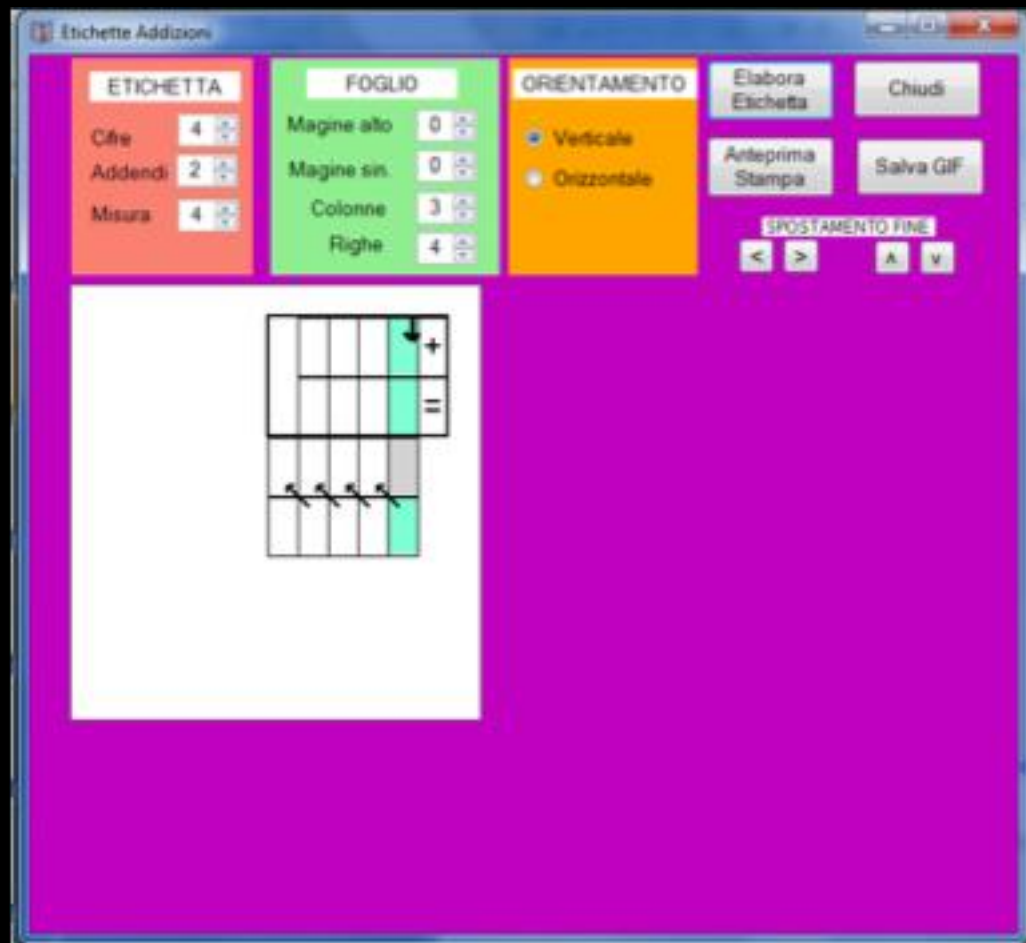 Etichette Addizioni
ETICHETTA
Cifre 4
Addendi 2
Misura 4
FOGLIO
Magine alto 0
Magine sin. 0
Colonne 3
Righe 4
ORIENTAMENTO
Verticale
Orizzontale
Elabora
Etichetta
Chiudi
Anteprima
Stampa
Salva GIF
SPOSTAMENTO FINE
< > ʌ v
+
=